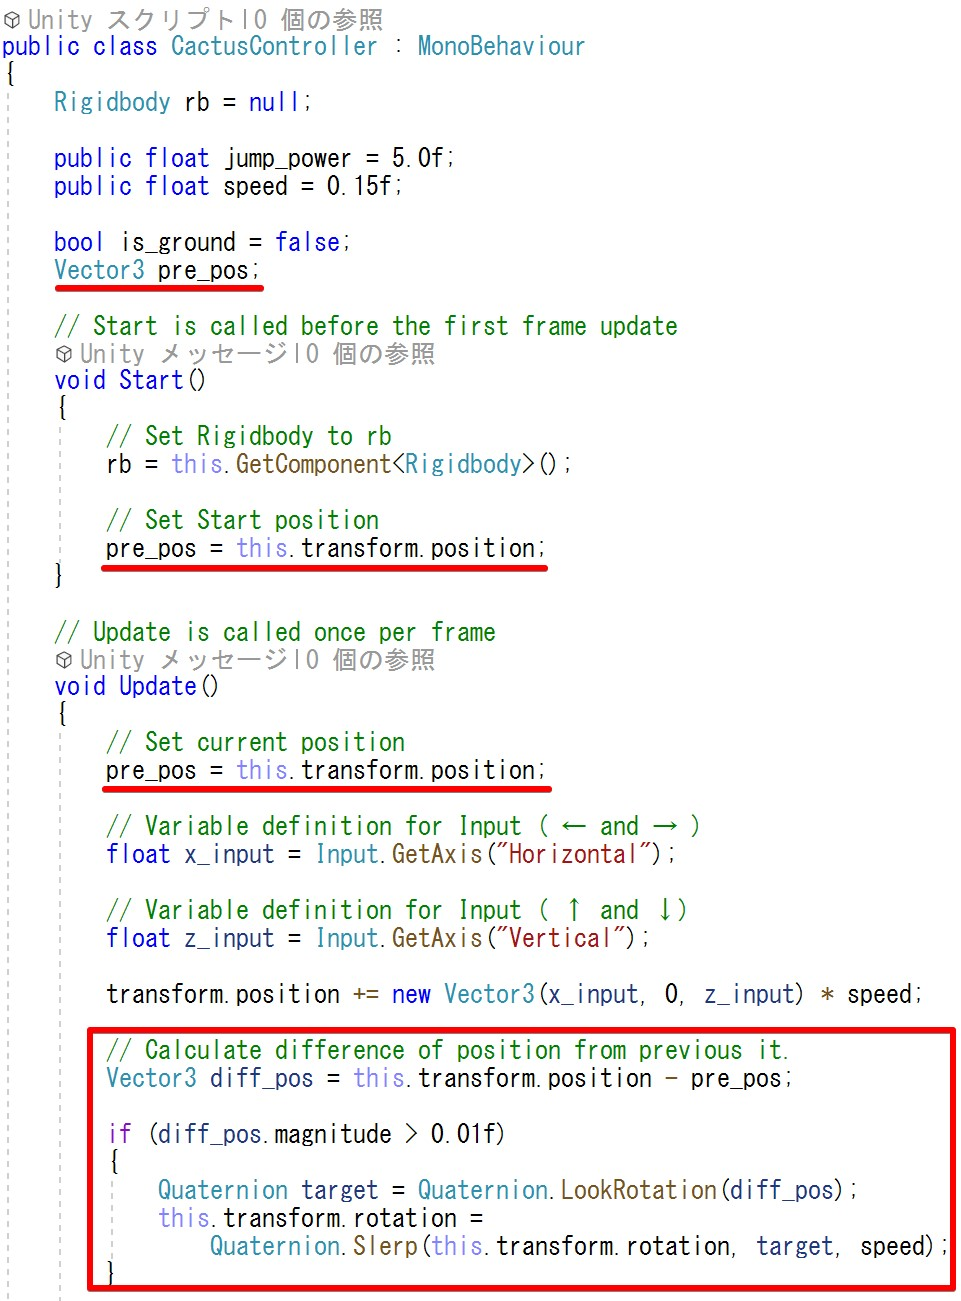 Unity スクリプト|0 個の参照
public class CactusController : MonoBehaviour
{
Rigidbody rb = null;
public float jump_power = 5.0f;
public float speed = 0.15f;
bool is_ground = false;
Vector3 pre_pos;
// Start is called before the first frame update
Unity メッセージ|0 個の参照
void Start()
{
// Set Rigidbody to rb
rb = this.GetComponent<Rigidbody>();
// Set Start position
pre_pos = this.transform.position;
}
// Update is called once per frame
Unity メッセージ|0 個の参照
void Update()
{
// Set current position
pre_pos = this.transform.position;
// Variable definition for Input ( ← and → )
float x_input = Input.GetAxis("Horizontal");
// Variable definition for Input ( ↑ and ↓)
float z_input = Input.GetAxis("Vertical");
transform.position += new Vector3(x_input, 0, z_input) * speed;
// Calculate difference of position from previous it.
Vector3 diff_pos = this.transform.position - pre_pos;
if (diff_pos.magnitude > 0.01f)
{
Quaternion target = Quaternion.LookRotation(diff_pos);
this.transform.rotation =
Quaternion.Slerp(this.transform.rotation, target, speed);
}